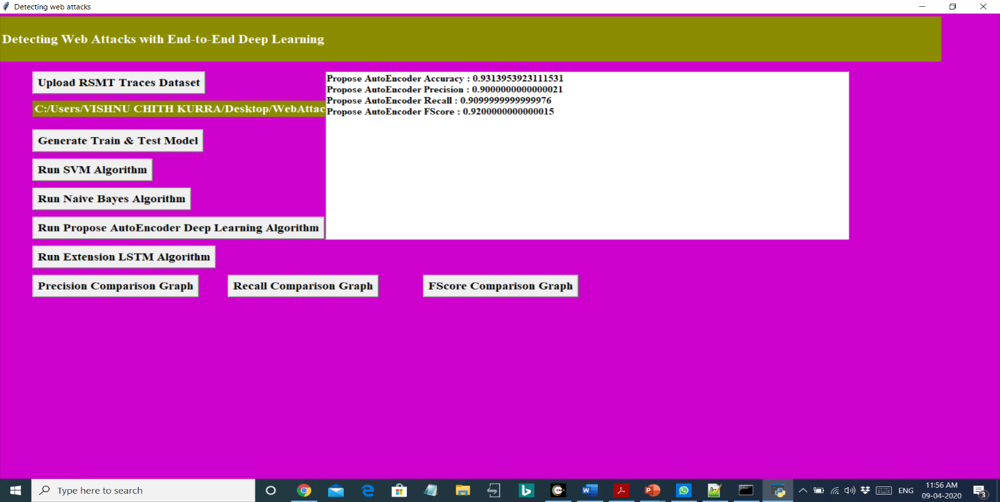 Detecting web attacks
Detecting Web Attacks with End-to-End Deep Learning
Upload RSMT Traces Dataset
C:/Users/VISHNU CHITH KURRA/Desktop/WebAttac
Propose AutoEncoder Accuracy : 0.9313953923111531
Propose AutoEncoder Precision : 0.9000000000000021
Propose AutoEncoder Recall : 0.9099999999999976
Propose AutoEncoder FScore : 0.9200000000000015
Generate Train & Test Model
Run SVM Algorithm
Run Naive Bayes Algorithm
Run Propose AutoEncoder Deep Learning Algorithm
Run Extension LSTM Algorithm
Precision Comparison Graph Recall Comparison Graph FScore Comparison Graph
Type here to search
ENG
11:56 AM
09-04-2020
3